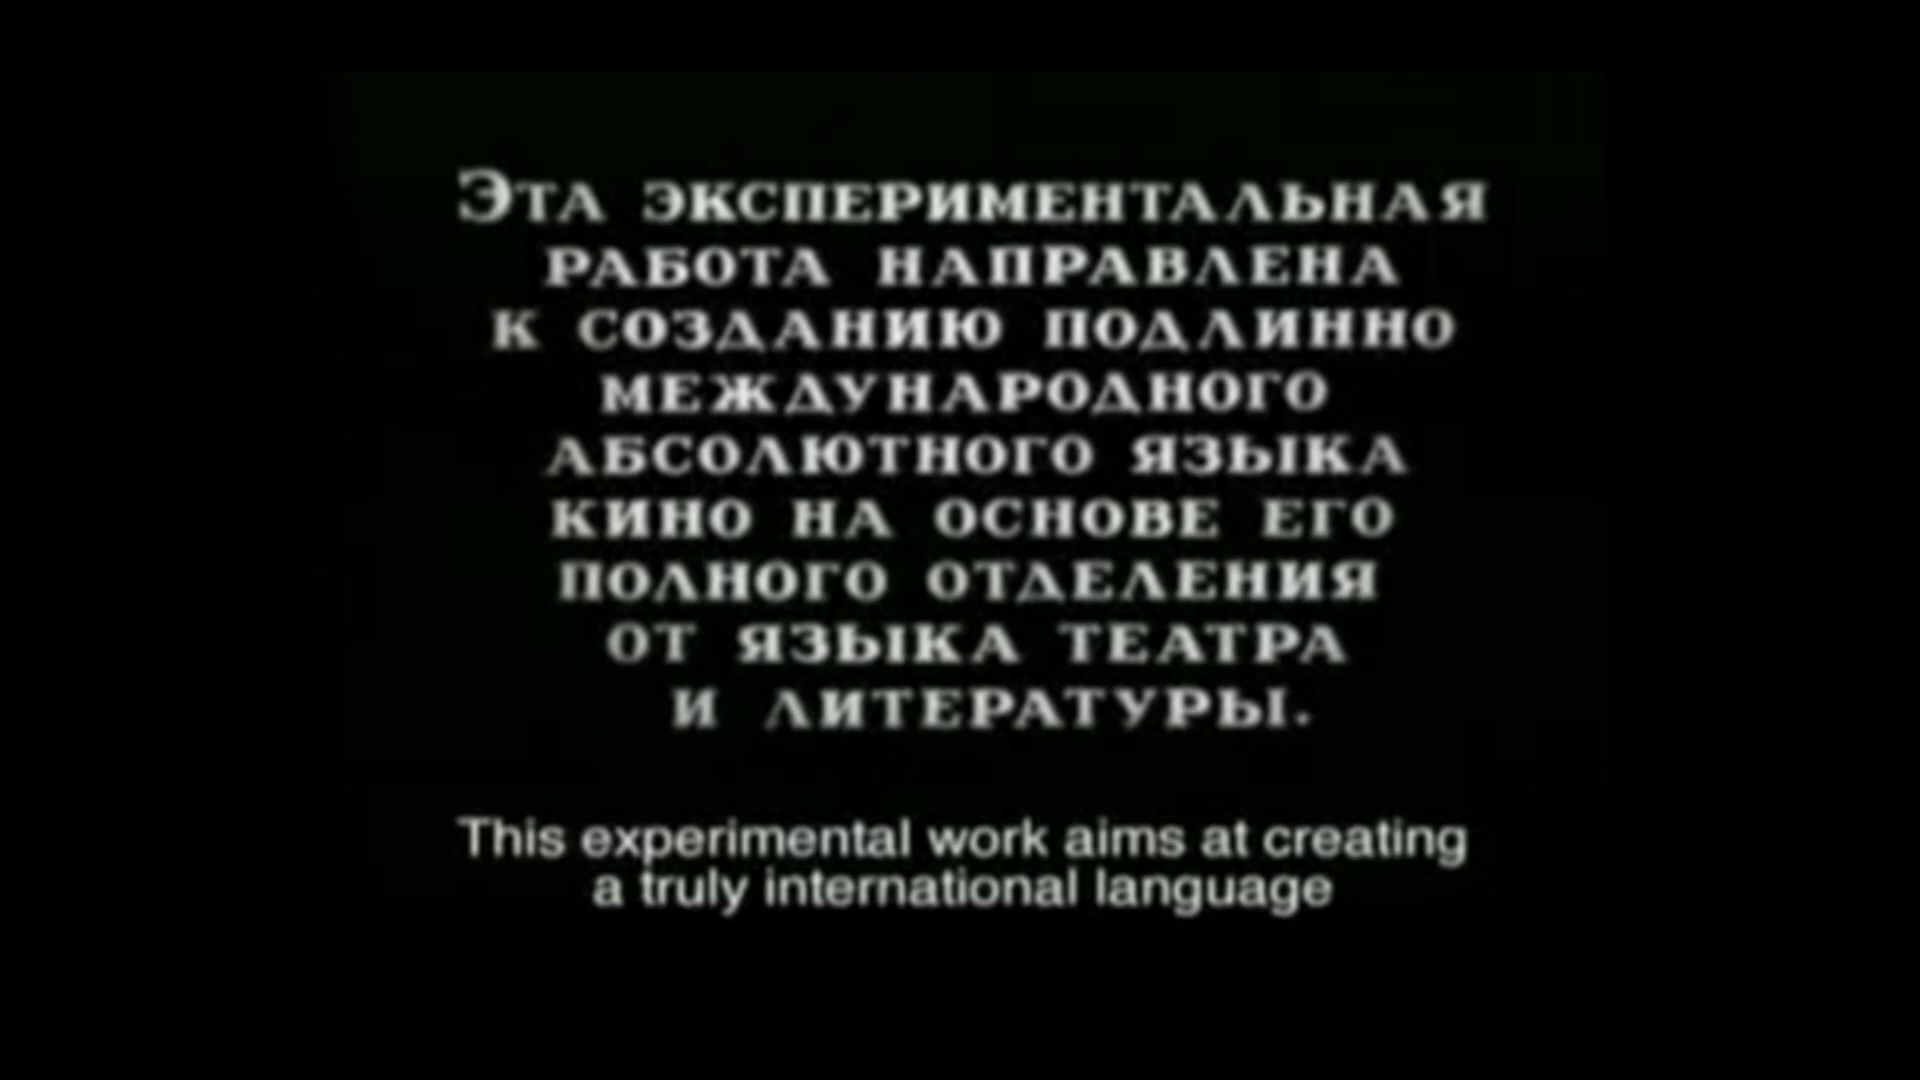 Эта экспериментальная
работа направлена
к созданию подлинно
международного
абсолютного языка
кино на основе его
полного отделения
от языка театра
и литературы.
This experimental work aims at creating
a truly international language